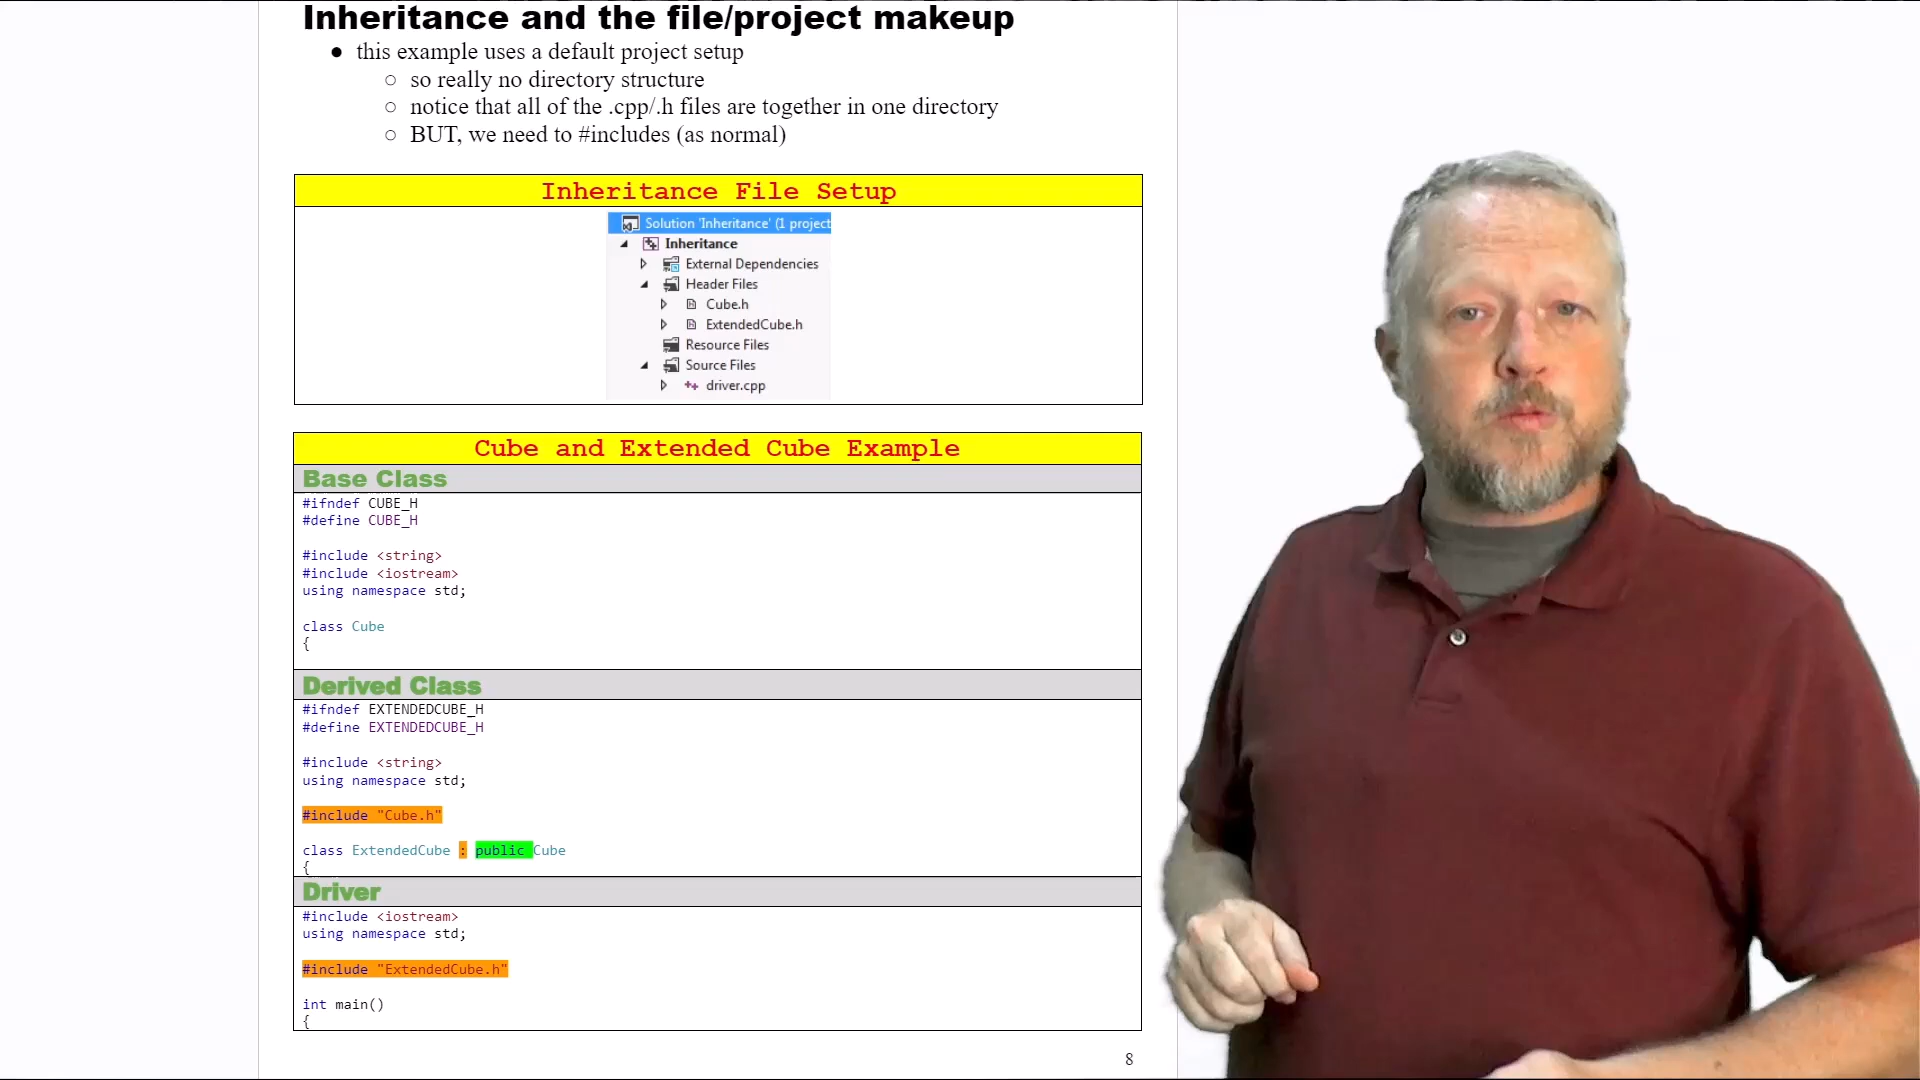 Inheritance and the file/project makeup
● this example uses a default project setup
○ so really no directory structure
○ notice that all of the .cpp/.h files are together in one directory
○ BUT, we need to #includes (as normal)
Inheritance File Setup
Solution 'Inheritance' (1 project
Inheritance
External Dependencies
Header Files
Cube.h
ExtendedCube.h
Resource Files
Source Files
driver.cpp
Cube and Extended Cube Example
Base Class
#ifndef CUBE_H
#define CUBE_H
#include <string>
#include <iostream>
using namespace std;
class Cube
{
Derived Class
#ifndef EXTENDEDCUBE_H
#define EXTENDEDCUBE_H
#include <string>
using namespace std;
#include "Cube.h"
class ExtendedCube : public Cube
{
Driver
#include <iostream>
using namespace std;
#include "ExtendedCube.h"
int main()
{
8